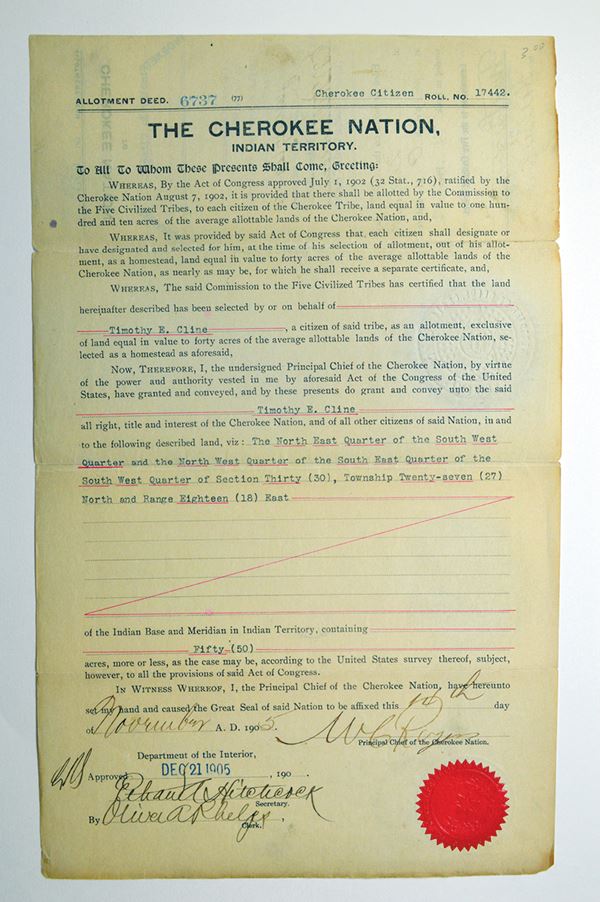 3.00
ALLOTMENT DEED. 6737 (77) Cherokee Citizen ROLL. NO. 17442.
THE CHEROKEE NATION,
INDIAN TERRITORY.
To All To Whom These Presents Shall Come, Greeting:
WHEREAS, By the Act of Congress approved July 1, 1902 (32 Stat., 716), ratified by the
Cherokee Nation August 7, 1902, it is provided that there shall be allotted by the Commission to
the Five Civilized Tribes, to each citizen of the Cherokee Tribe, land equal in value to one hun-
dred and ten acres of the average allottable lands of the Cherokee Nation, and,
WHEREAS, It was provided by said Act of Congress that each citizen shall designate or
have designated and selected for him, at the time of his selection of allotment, out of his allot-
ment, as a homestead, land equal in value to forty acres of the average allottable lands of the
Cherokee Nation, as nearly as may be, for which he shall receive a separate certificate, and,
WHEREAS, The said Commission to the Five Civilized Tribes has certified that the land
hereinafter described has been selected by or on behalf of
Timothy E. Cline, a citizen of said tribe, as an allotment, exclusive
of land equal in value to forty acres of the average allottable lands of the Cherokee Nation, se-
lected as a homestead as aforesaid,
NOW, THEREFORE, I, the undersigned Principal Chief of the Cherokee Nation, by virtue
of the power and authority vested in me by aforesaid Act of the Congress of the United
States, have granted and conveyed, and by these presents do grant and convey unto the said
Timothy E. Cline
all right, title and interest of the Cherokee Nation, and of all other citizens of said Nation, in and
to the following described land, viz: The North East Quarter of the South West
Quarter and the North West Quarter of the South East Quarter of the
South West Quarter of Section Thirty (30), Township Twenty-seven (27)
North and Range Eighteen (18) East
of the Indian Base and Meridian in Indian Territory, containing
Fifty (50)
acres, more or less, as the case may be, according to the United States survey thereof, subject,
however, to all the provisions of said Act of Congress.
IN WITNESS WHEREOF, I, the Principal Chief of the Cherokee Nation, have hereunto
set my hand and caused the Great Seal of said Nation to be affixed this 14th day
of November A. D. 1905.
W C Rogers
Principal Chief of the Cherokee Nation.
Department of the Interior,
Approved DEC 21 1905, 190 .
Ethan A Hitchcock
Secretary.
By Oliver A Phelps,
Clerk.